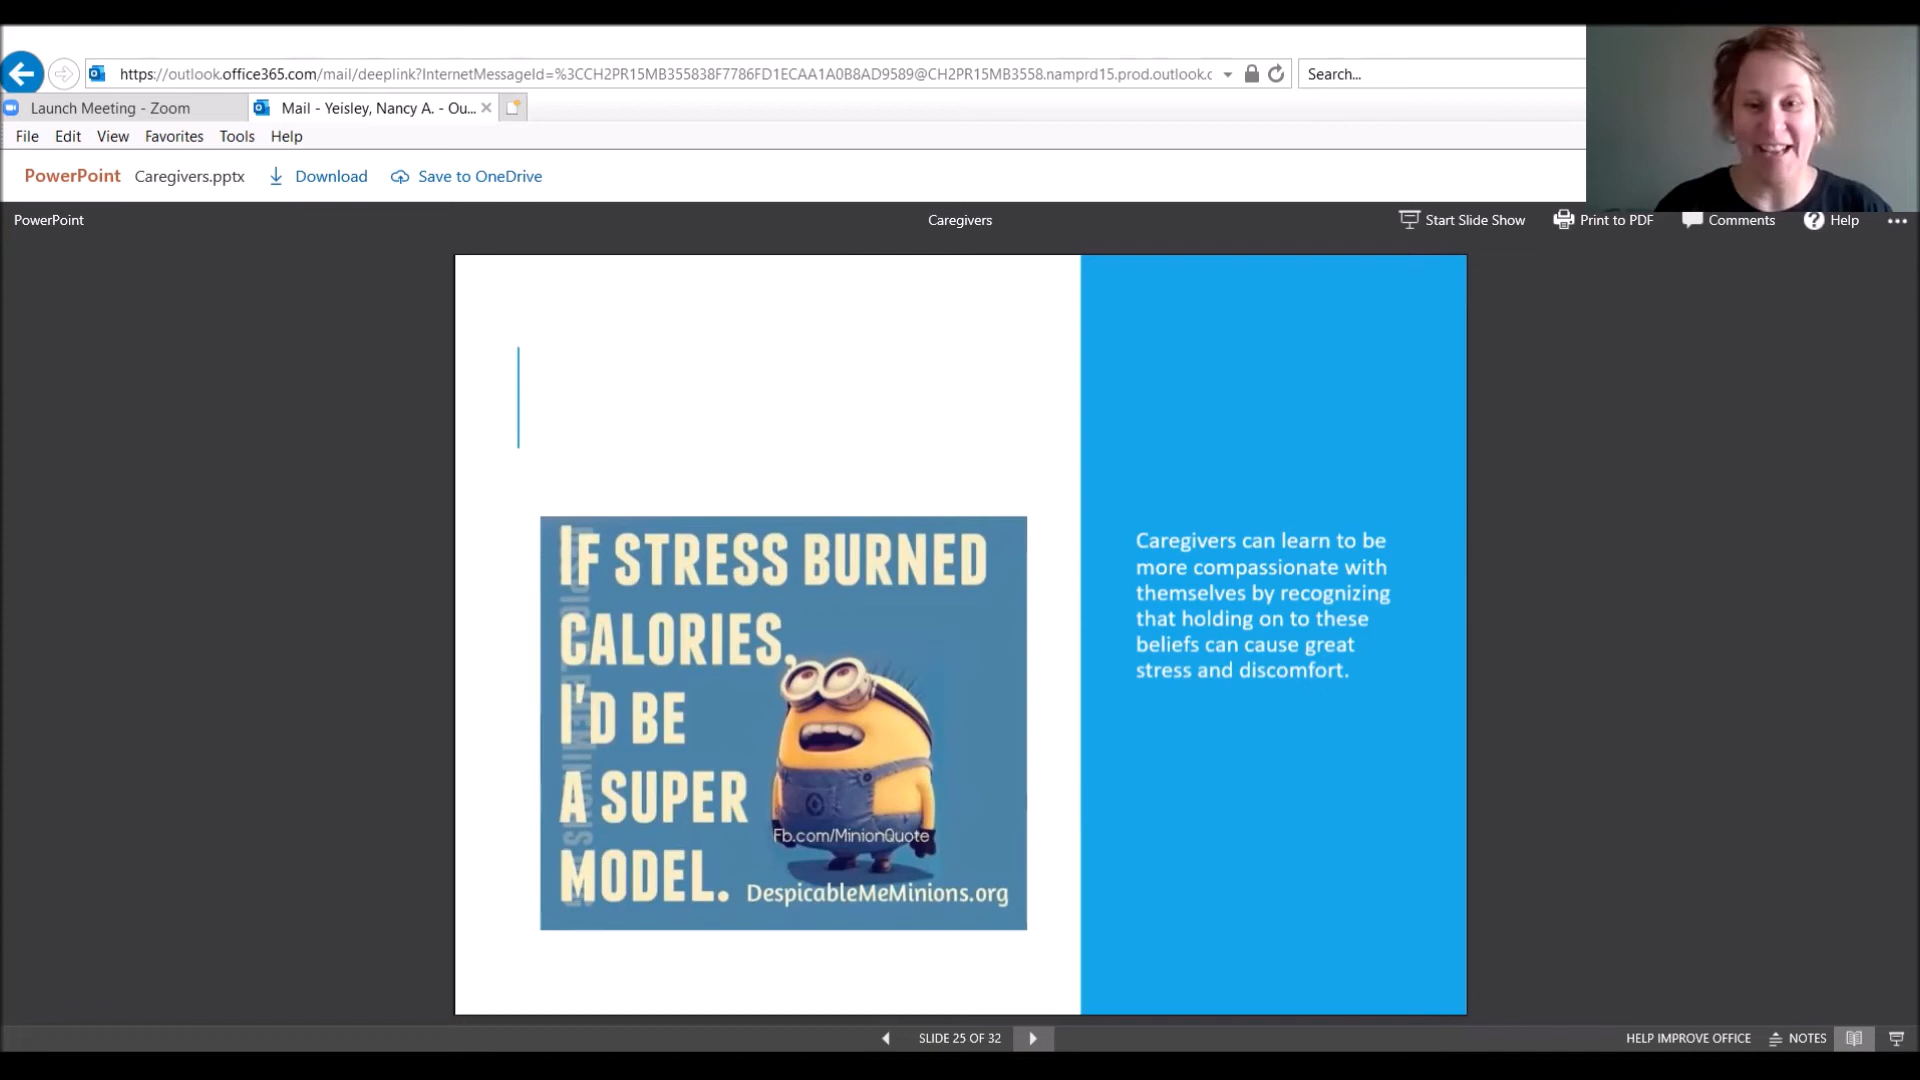 https://outlook.office365.com/mail/deeplink?InternetMessageId=%3CCH2PR15MB355838F7786FD1ECAA1A0B8AD9589@CH2PR15MB3558.namprd15.prod.outlook.c
Search...
Launch Meeting - Zoom
Mail - Yeisley, Nancy A. - Ou...
File Edit View Favorites Tools Help
PowerPoint Caregivers.pptx Download Save to OneDrive
PowerPoint Caregivers Start Slide Show Print to PDF Comments Help
IF STRESS BURNED
CALORIES,
I'D BE
A SUPER
MODEL.
Fb.com/MinionQuote
DespicableMeMinions.org
Caregivers can learn to be
more compassionate with
themselves by recognizing
that holding on to these
beliefs can cause great
stress and discomfort.
SLIDE 25 OF 32
HELP IMPROVE OFFICE NOTES